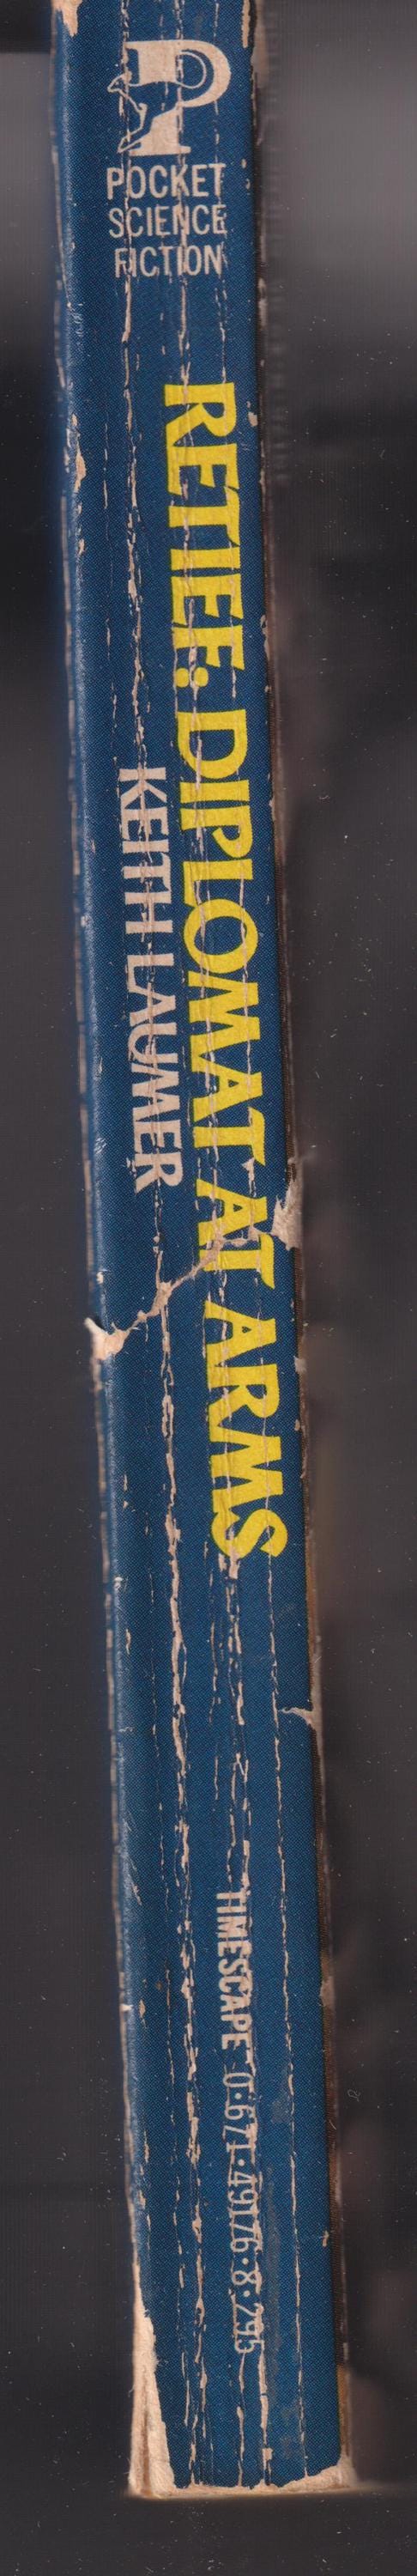 POCKET
SCIENCE
FICTION
RETIEF: DIPLOMAT AT ARMS
KEITH LAUMER
TIMESCAPE 0·671·49176·8·295